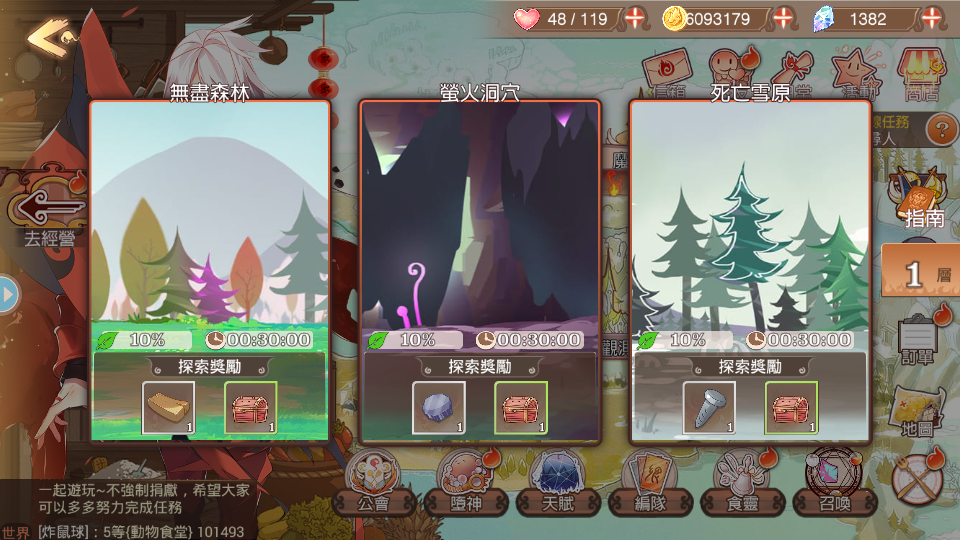 48 / 119
6093179
1382
無盡森林
螢火洞穴
死亡雪原
信箱
活動
商店
任務
尋人
?
去經營
指南
1 層
10%
00:30:00
10%
00:30:00
10%
00:30:00
探索獎勵
探索獎勵
探索獎勵
1
1
1
1
1
1
訂單
地圖
公會
墮神
天賦
編隊
食靈
召喚
一起遊玩~不強制捐獻，希望大家
可以多多努力完成任務
世界 [炸鼠球]：5等{動物食堂} 101493